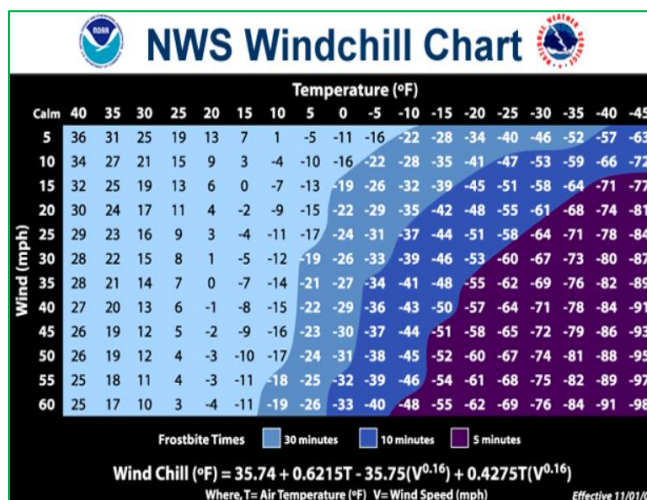 NOAA
NWS Windchill Chart
Temperature (ºF)
Calm 40 35 30 25 20 15 10 5 0 -5 -10 -15 -20 -25 -30 -35 -40 -45
5 36 31 25 19 13 7 1 -5 -11 -16 -22 -28 -34 -40 -46 -52 -57 -63
10 34 27 21 15 9 3 -4 -10 -16 -22 -28 -35 -41 -47 -53 -59 -66 -72
15 32 25 19 13 6 0 -7 -13 -19 -26 -32 -39 -45 -51 -58 -64 -71 -77
20 30 24 17 11 4 -2 -9 -15 -22 -29 -35 -42 -48 -55 -61 -68 -74 -81
25 29 23 16 9 3 -4 -11 -17 -24 -31 -37 -44 -51 -58 -64 -71 -78 -84
30 28 22 15 8 1 -5 -12 -19 -26 -33 -39 -46 -53 -60 -67 -73 -80 -87
35 28 21 14 7 0 -7 -14 -21 -27 -34 -41 -48 -55 -62 -69 -76 -82 -89
40 27 20 13 6 -1 -8 -15 -22 -29 -36 -43 -50 -57 -64 -71 -78 -84 -91
45 26 19 12 5 -2 -9 -16 -23 -30 -37 -44 -51 -58 -65 -72 -79 -86 -93
50 26 19 12 4 -3 -10 -17 -24 -31 -38 -45 -52 -60 -67 -74 -81 -88 -95
55 25 18 11 4 -3 -11 -18 -25 -32 -39 -46 -54 -61 -68 -75 -82 -89 -97
60 25 17 10 3 -4 -11 -19 -26 -33 -40 -48 -55 -62 -69 -76 -84 -91 -98
Wind (mph)
Frostbite Times 30 minutes 10 minutes 5 minutes
Wind Chill (ºF) = 35.74 + 0.6215T - 35.75(V0.16) + 0.4275T(V0.16)
Where, T= Air Temperature (ºF) V= Wind Speed (mph)
Effective 11/01/0